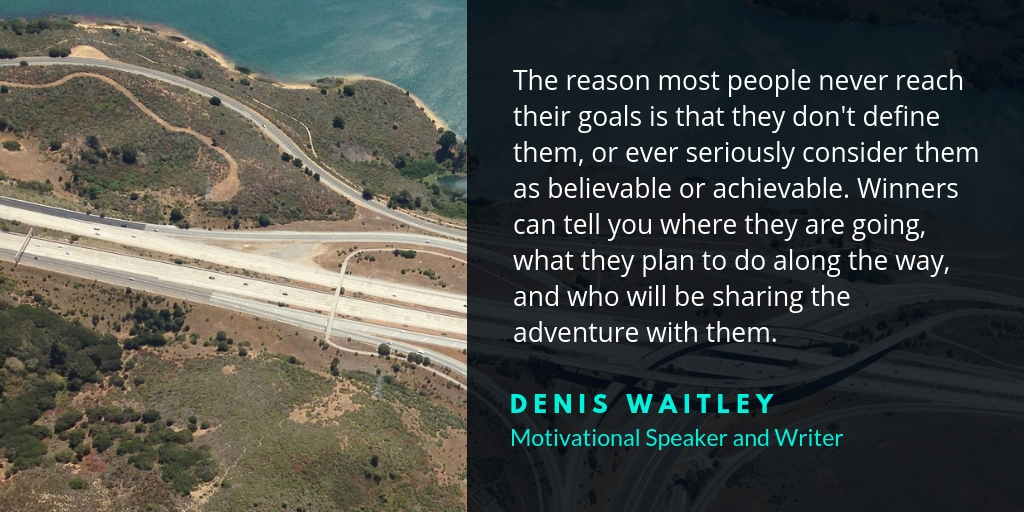 The reason most people never reach
their goals is that they don't define
them, or ever seriously consider them
as believable or achievable. Winners
can tell you where they are going,
what they plan to do along the way,
and who will be sharing the
adventure with them.
DENIS WAITLEY
Motivational Speaker and Writer